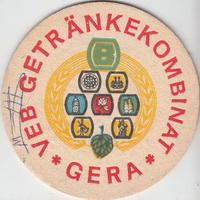 VEB GETRÄNKEKOMBINAT
* GERA *
B